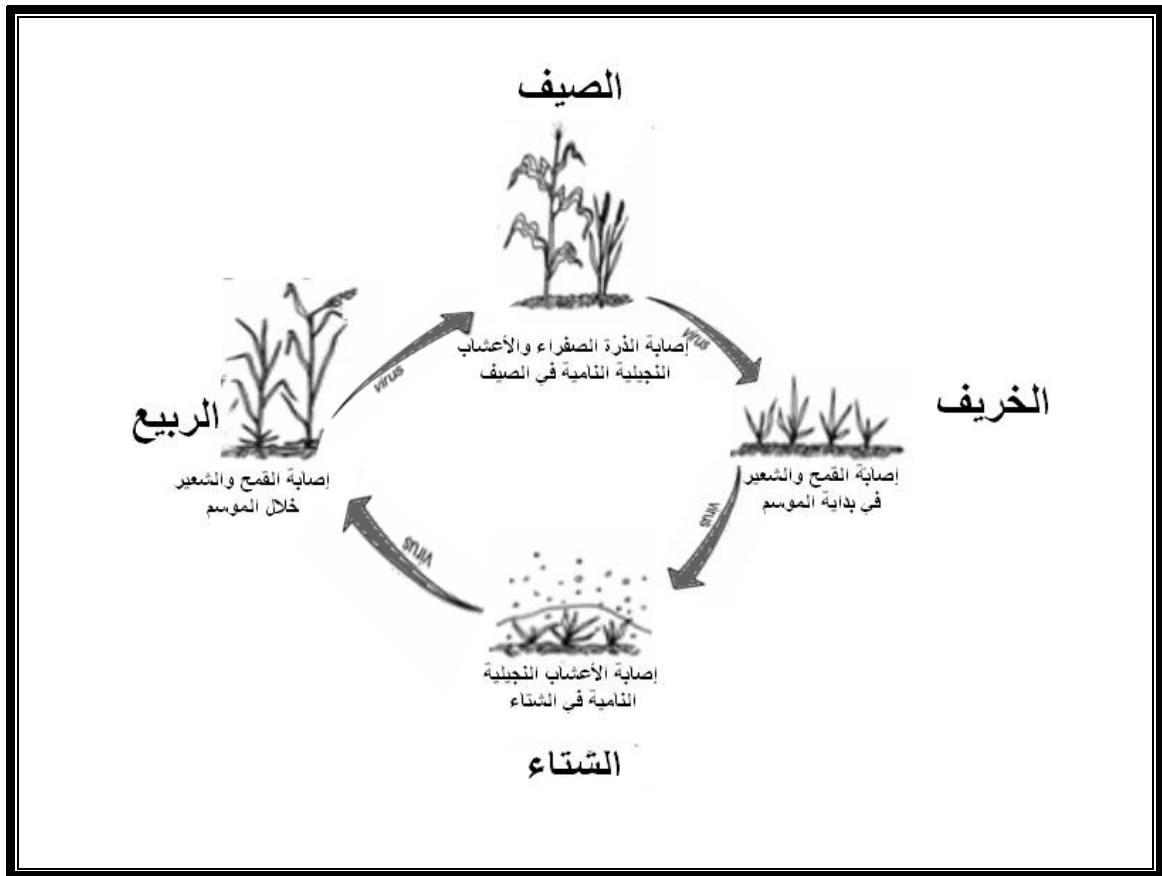 الصيف
إصابة الذرة الصفراء والأعشاب
النجيلية النامية في الصيف
virus
virus
الخريف
إصابة القمح والشعير
في بداية الموسم
الربيع
إصابة القمح والشعير
خلال الموسم
virus
virus
إصابة الأعشاب النجيلية
النامية في الشتاء
الشتاء